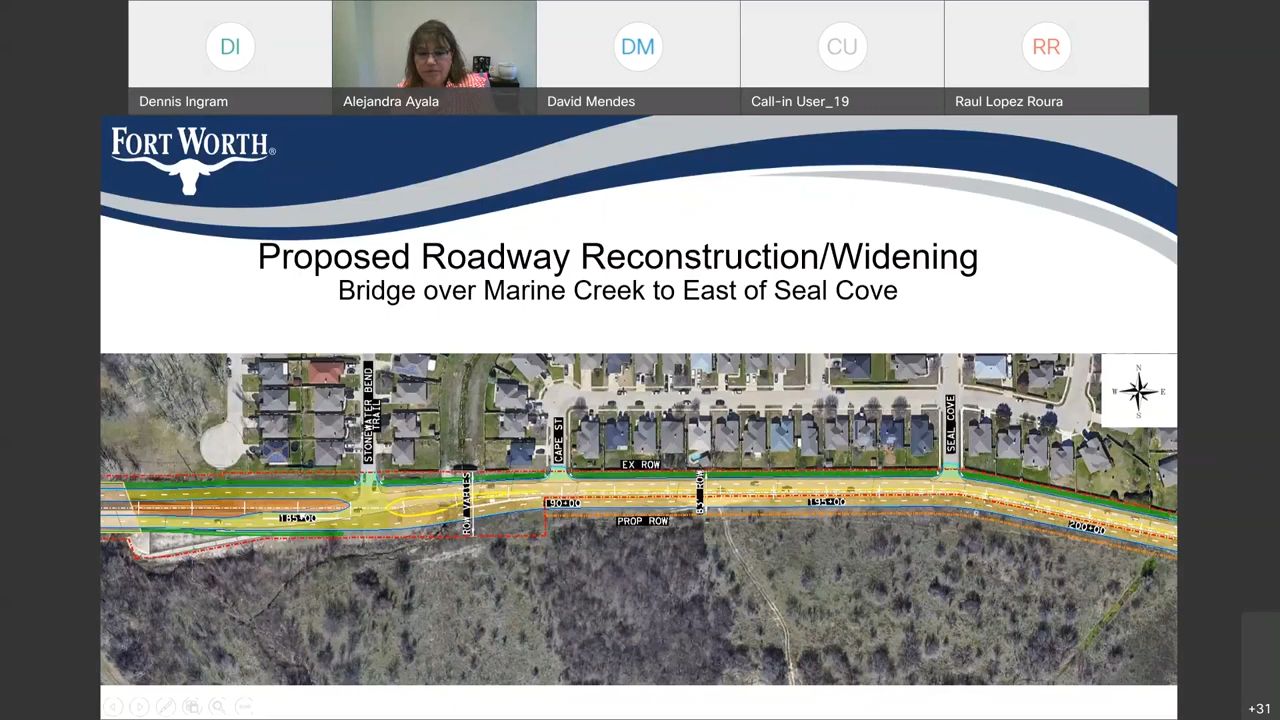 DI
DM
CU
RR
Dennis Ingram
Alejandra Ayala
David Mendes
Call-in User_19
Raul Lopez Roura
FORT WORTH®
Proposed Roadway Reconstruction/Widening
Bridge over Marine Creek to East of Seal Cove
STONEWATER BEND
TRAIL
CAPE ST
SEAL COVE
N
W
E
S
EX ROW
ROW VARIES
185+00
190+00
195+00
200+00
PROP ROW
+31